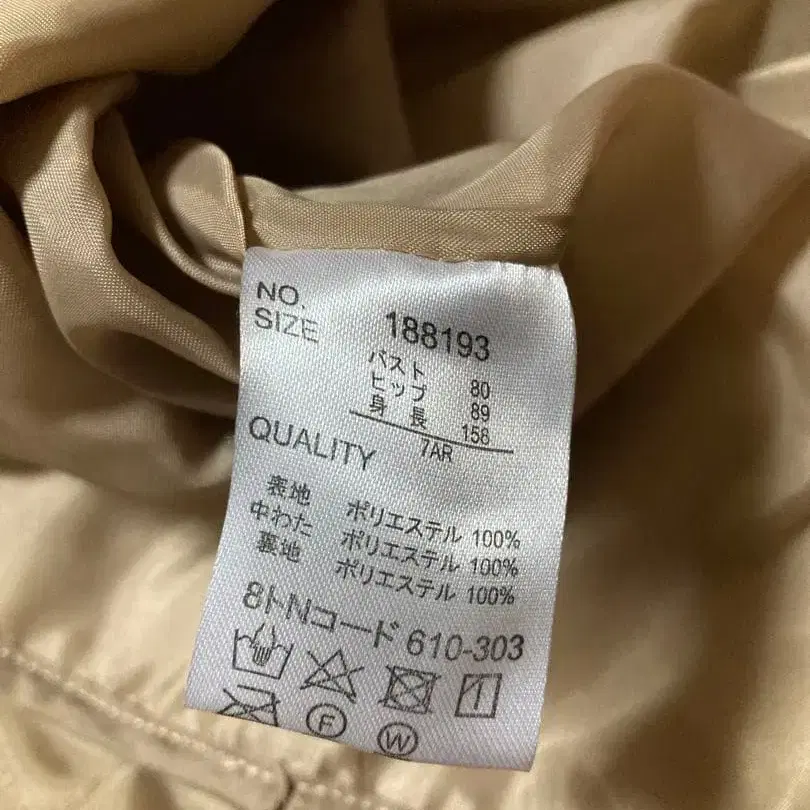 NO. 188193
SIZE
バスト 80
ヒップ 89
身長 158
7AR
QUALITY
表地 ポリエステル 100%
中わた ポリエステル 100%
裏地 ポリエステル 100%
8トNコード 610-303
F W